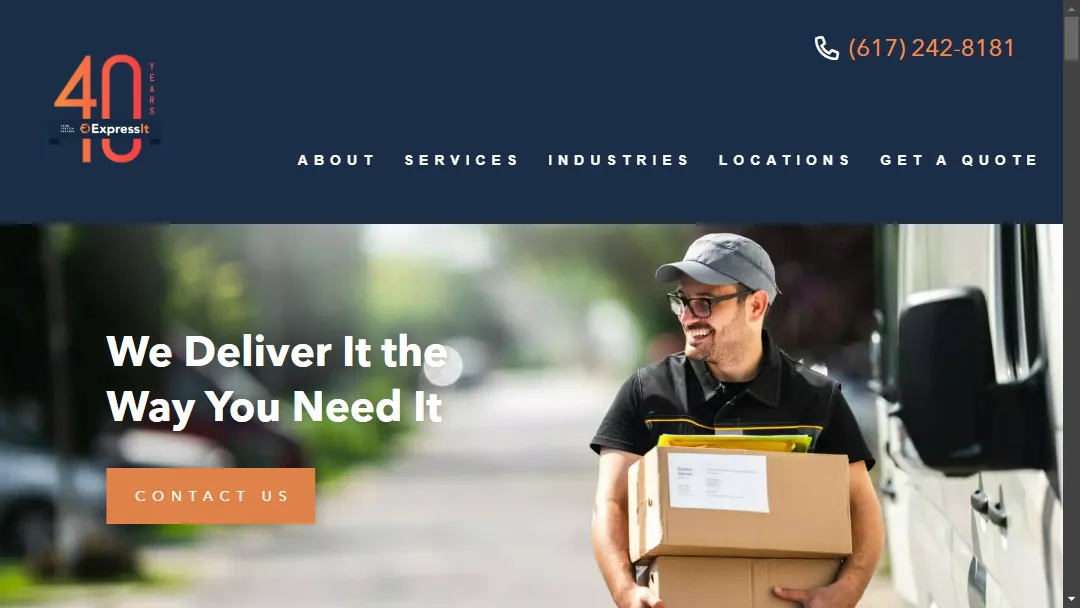 (617) 242-8181
40
YEARS
ExpressIt
ABOUT SERVICES INDUSTRIES LOCATIONS GET A QUOTE
We Deliver It the
Way You Need It
CONTACT US